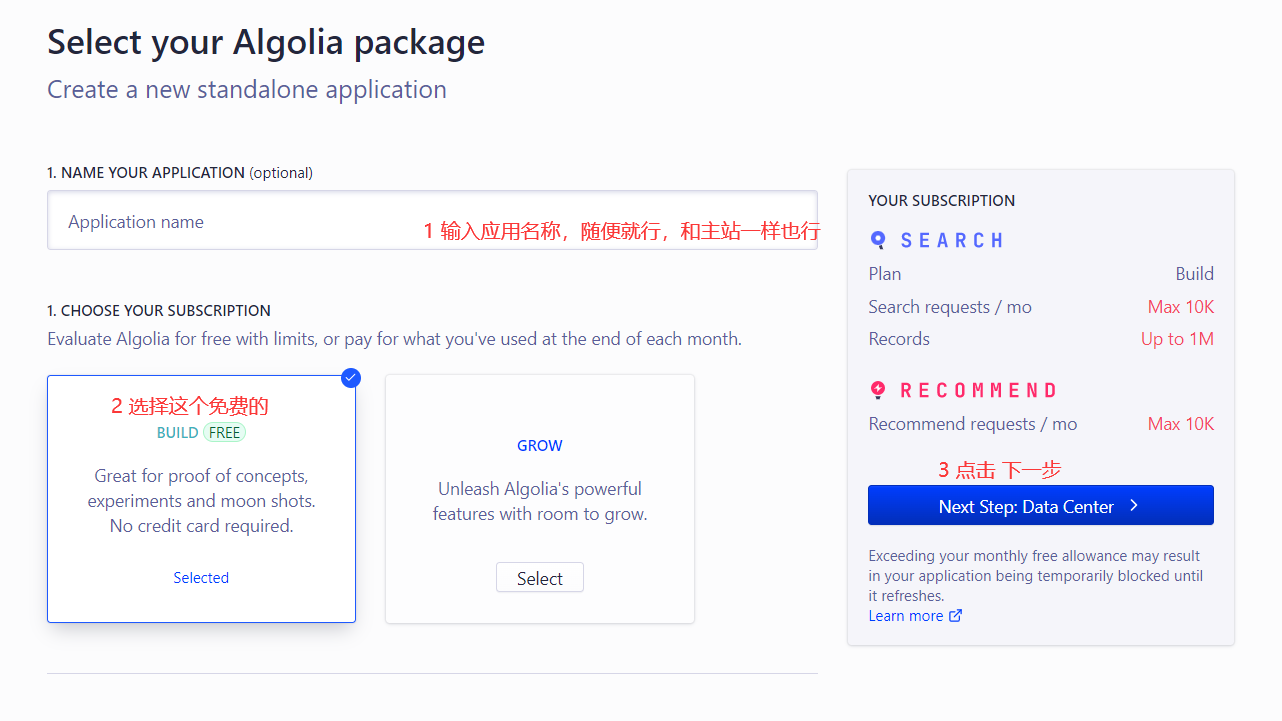 Select your Algolia package
Create a new standalone application
1. NAME YOUR APPLICATION (optional)
Application name
1 输入应用名称，随便就行，和主站一样也行
1. CHOOSE YOUR SUBSCRIPTION
Evaluate Algolia for free with limits, or pay for what you've used at the end of each month.
2 选择这个免费的
BUILD FREE
Great for proof of concepts,
experiments and moon shots.
No credit card required.
Selected
GROW
Unleash Algolia's powerful
features with room to grow.
Select
YOUR SUBSCRIPTION
SEARCH
Plan Build
Search requests / mo Max 10K
Records Up to 1M
RECOMMEND
Recommend requests / mo Max 10K
3 点击 下一步
Next Step: Data Center
Exceeding your monthly free allowance may result
in your application being temporarily blocked until
it refreshes.
Learn more